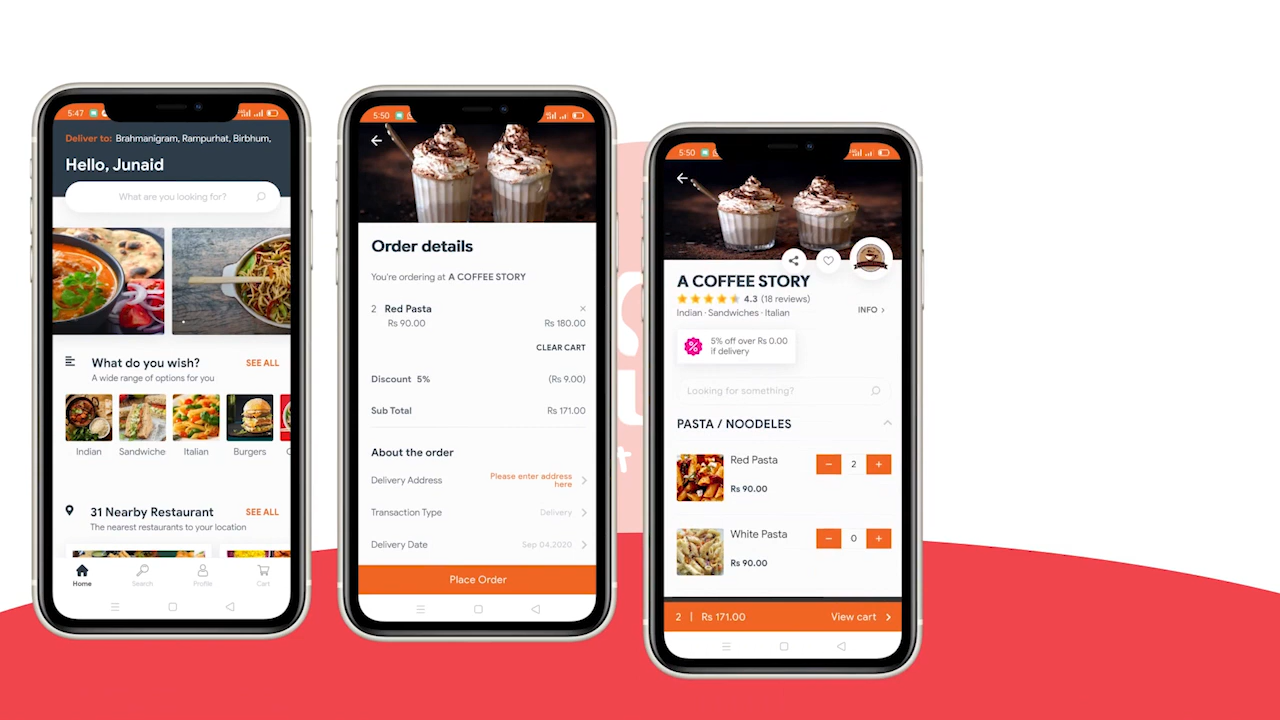 5:47
Deliver to: Brahmanigram, Rampurhat, Birbhum,
Hello, Junaid
What are you looking for?
What do you wish?
SEE ALL
A wide range of options for you
Indian
Sandwiche
Italian
Burgers
31 Nearby Restaurant
SEE ALL
The nearest restaurants to your location
Home
Search
Profile
Cart
5:50
Order details
You're ordering at A COFFEE STORY
2 Red Pasta
Rs 90.00
Rs 180.00
CLEAR CART
Discount 5%
(Rs 9.00)
Sub Total
Rs 171.00
About the order
Delivery Address
Please enter address
here
Transaction Type
Delivery
Delivery Date
Sep 04,2020
Place Order
5:50
A COFFEE STORY
4.3 (18 reviews)
Indian · Sandwiches · Italian
INFO
5% off over Rs 0.00
if delivery
Looking for something?
PASTA / NOODELES
Red Pasta
Rs 90.00
2
White Pasta
Rs 90.00
0
2 | Rs 171.00
View cart